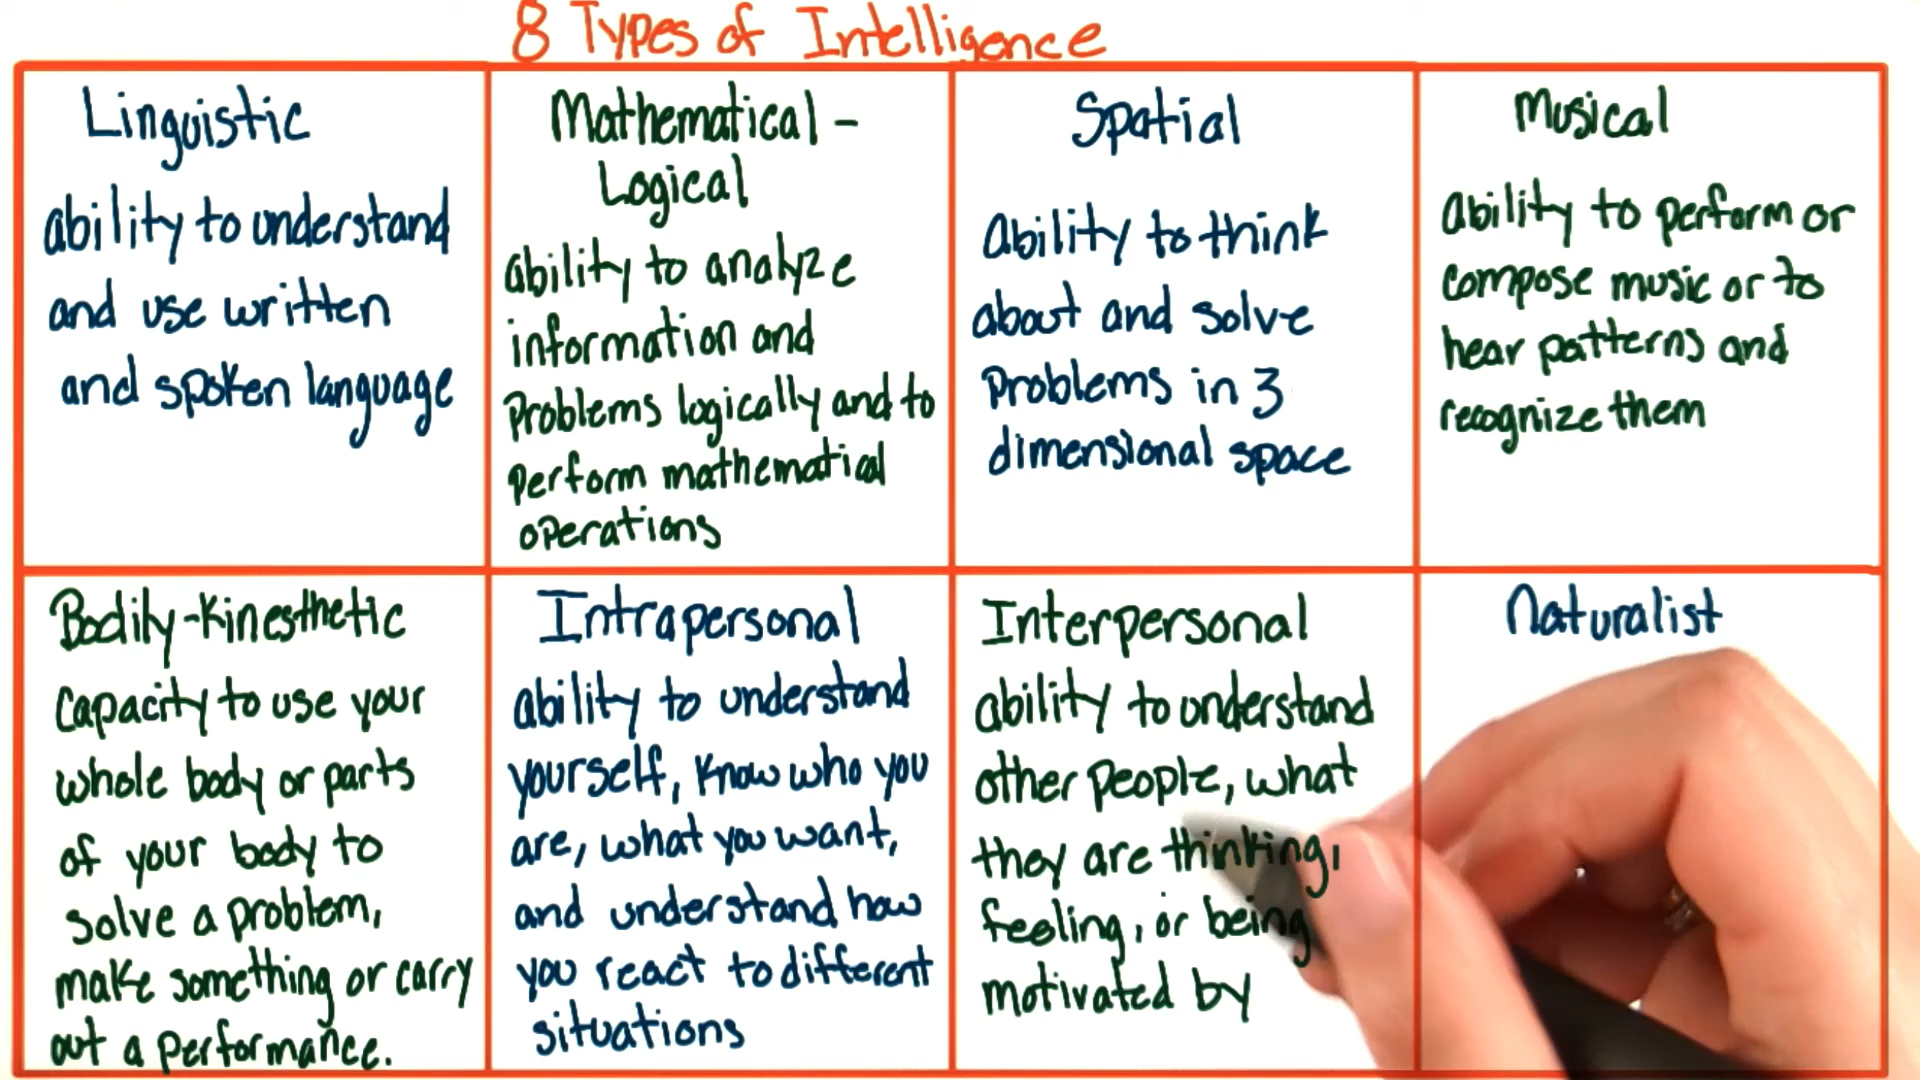 8 Types of Intelligence
Linguistic
ability to understand
and use written
and spoken language
Mathematical -
Logical
ability to analyze
information and
problems logically and to
perform mathematical
operations
Spatial
ability to think
about and solve
problems in 3
dimensional space
Musical
ability to perform or
compose music or to
hear patterns and
recognize them
Bodily-Kinesthetic
capacity to use your
whole body or parts
of your body to
solve a problem,
make something or carry
out a performance.
Intrapersonal
ability to understand
yourself, know who you
are, what you want,
and understand how
you react to different
situations
Interpersonal
ability to understand
other people, what
they are thinking,
feeling, or being
motivated by
Naturalist